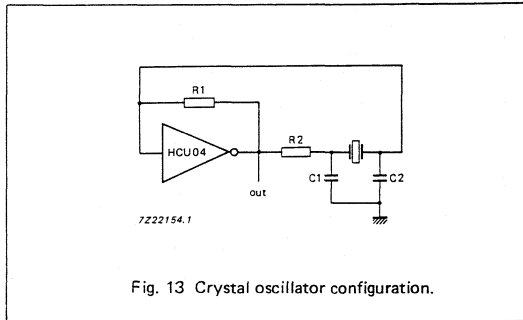 R1
HCU04
R2
C1
C2
out
7Z22154.1
Fig. 13 Crystal oscillator configuration.